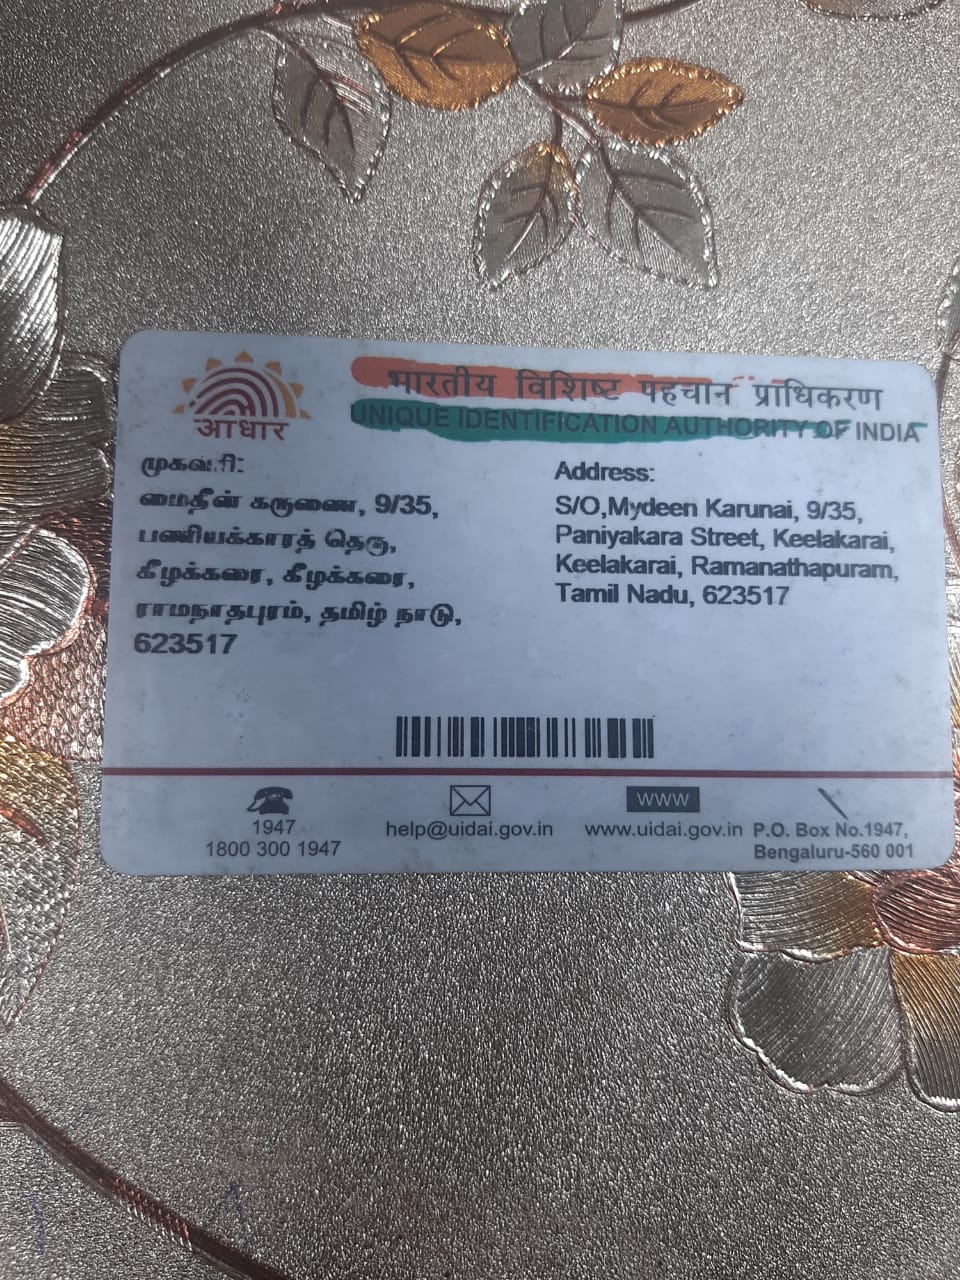 भारतीय विशिष्ट पहचान प्राधिकरण
UNIQUE IDENTIFICATION AUTHORITY OF INDIA
आधार
முகவரி:
மைதீன் கருணை, 9/35,
பணியக்காரத் தெரு,
கீழக்கரை, கீழக்கரை,
ராமநாதபுரம், தமிழ் நாடு,
623517
Address:
S/O,Mydeen Karunai, 9/35,
Paniyakara Street, Keelakarai,
Keelakarai, Ramanathapuram,
Tamil Nadu, 623517
1947
1800 300 1947
help@uidai.gov.in
WWW
www.uidai.gov.in
P.O. Box No.1947,
Bengaluru-560 001